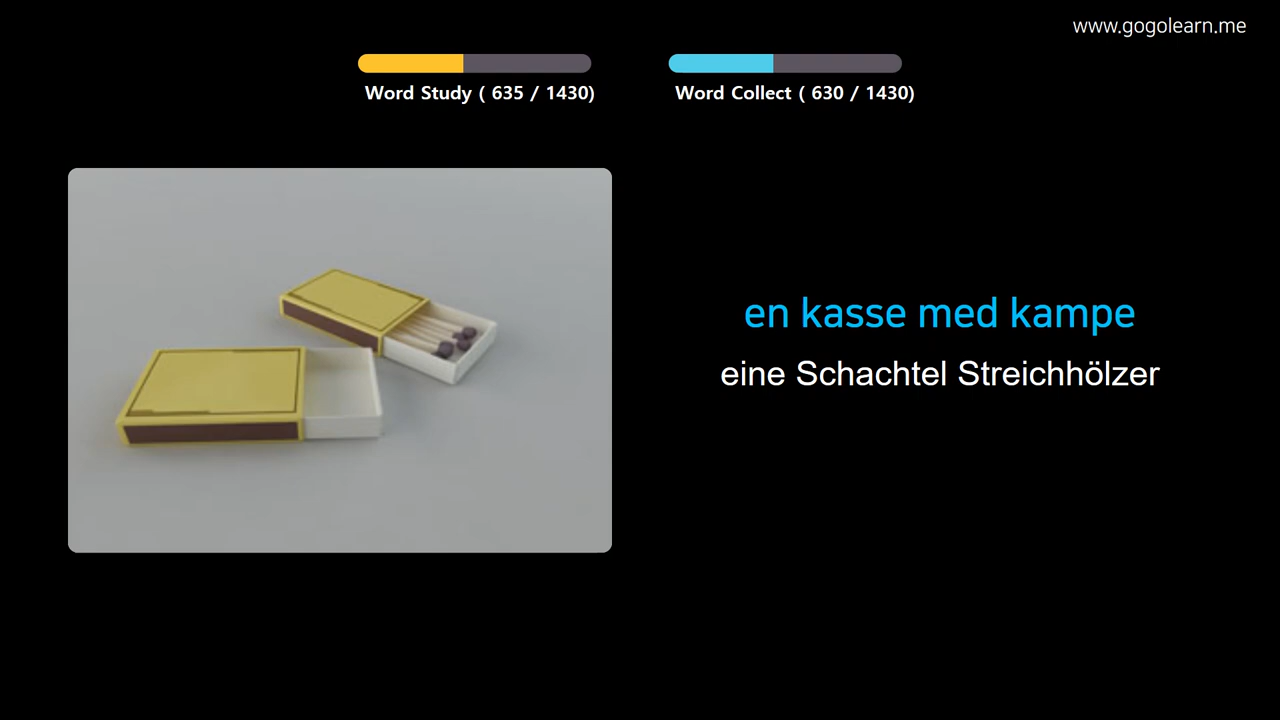 www.gogolearn.me
Word Study ( 635 / 1430)
Word Collect ( 630 / 1430)
en kasse med kampe
eine Schachtel Streichhölzer